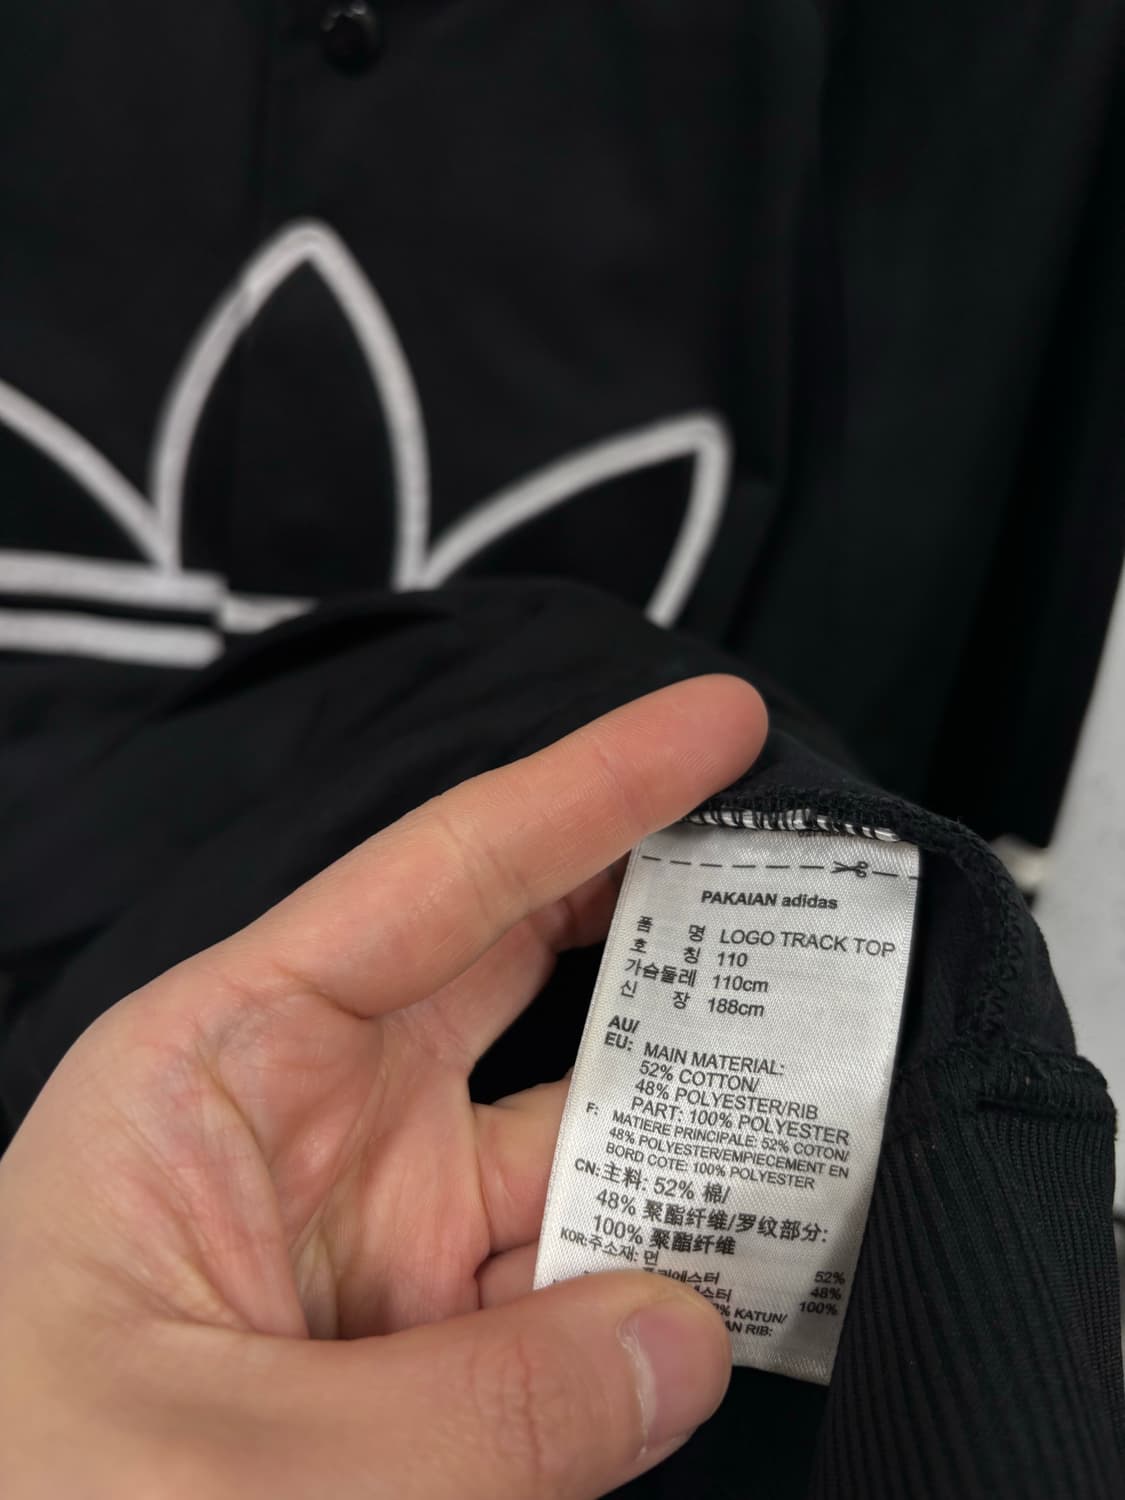 PAKAIAN adidas
품 명 LOGO TRACK TOP
호 칭 110
가슴둘레 110cm
신 장 188cm
AU/
EU: MAIN MATERIAL:
52% COTTON/
48% POLYESTER/RIB
PART: 100% POLYESTER
F: MATIERE PRINCIPALE: 52% COTON/
48% POLYESTER/EMPIECEMENT EN
BORD COTE: 100% POLYESTER
CN: 主料: 52% 棉/
48% 聚酯纤维/罗纹部分:
100% 聚酯纤维
KOR: 주소재: 면 52%
48%
100%
KATUN/
RIB: